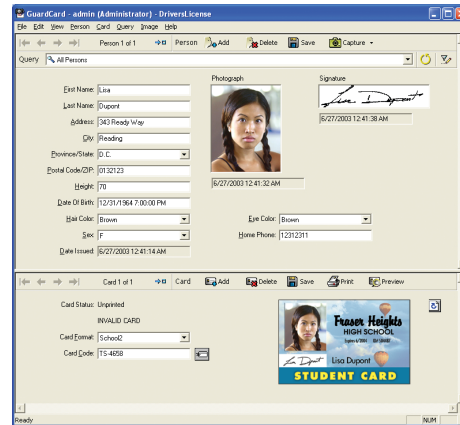 GuardCard - admin (Administrator) - DriversLicense
File Edit View Person Card Query Image Help
Person 1 of 1 Person Add Delete Save Capture
Query All Persons
Photograph Signature
First Name: Lisa
Last Name: Dupont
Address: 343 Ready Way
6/27/2003 12:41:38 AM
City: Reading
Province/State: D.C.
Postal Code/ZIP: 0132123
6/27/2003 12:41:32 AM
Height: 70
Date Of Birth: 12/31/1964 7:00:00 PM
Hair Color: Brown Eye Color: Brown
Sex: F Home Phone: 12312311
Date Issued: 6/27/2003 12:41:14 AM
Card 1 of 1 Card Add Delete Save Print Preview
Card Status: Unprinted
INVALID CARD
Card Format: School2
Card Code: TS-4658
Fraser Heights
HIGH SCHOOL
Expires 6/2004
Lisa Dupont
STUDENT CARD
Ready NUM